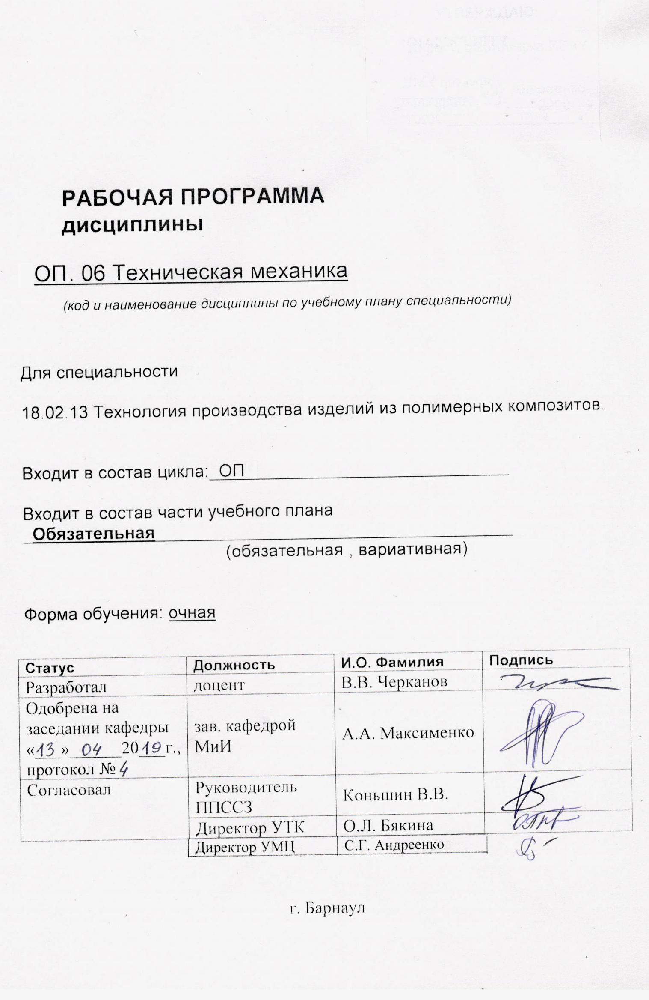 РАБОЧАЯ ПРОГРАММА
дисциплины
ОП. 06 Техническая механика
(код и наименование дисциплины по учебному плану специальности)
Для специальности
18.02.13 Технология производства изделий из полимерных композитов.
Входит в состав цикла: ОП
Входит в состав части учебного плана
Обязательная
(обязательная , вариативная)
Форма обучения: очная
Статус Должность И.О. Фамилия Подпись
Разработал доцент В.В. Черканов
Одобрена на
заседании кафедры
«13» 04 2019 г.,
протокол № 4
зав. кафедрой
МиИ
А.А. Максименко
Согласовал
Руководитель
ППССЗ
Коньшин В.В.
Директор УТК О.Л. Бякина
Директор УМЦ С.Г. Андреенко
г. Барнаул